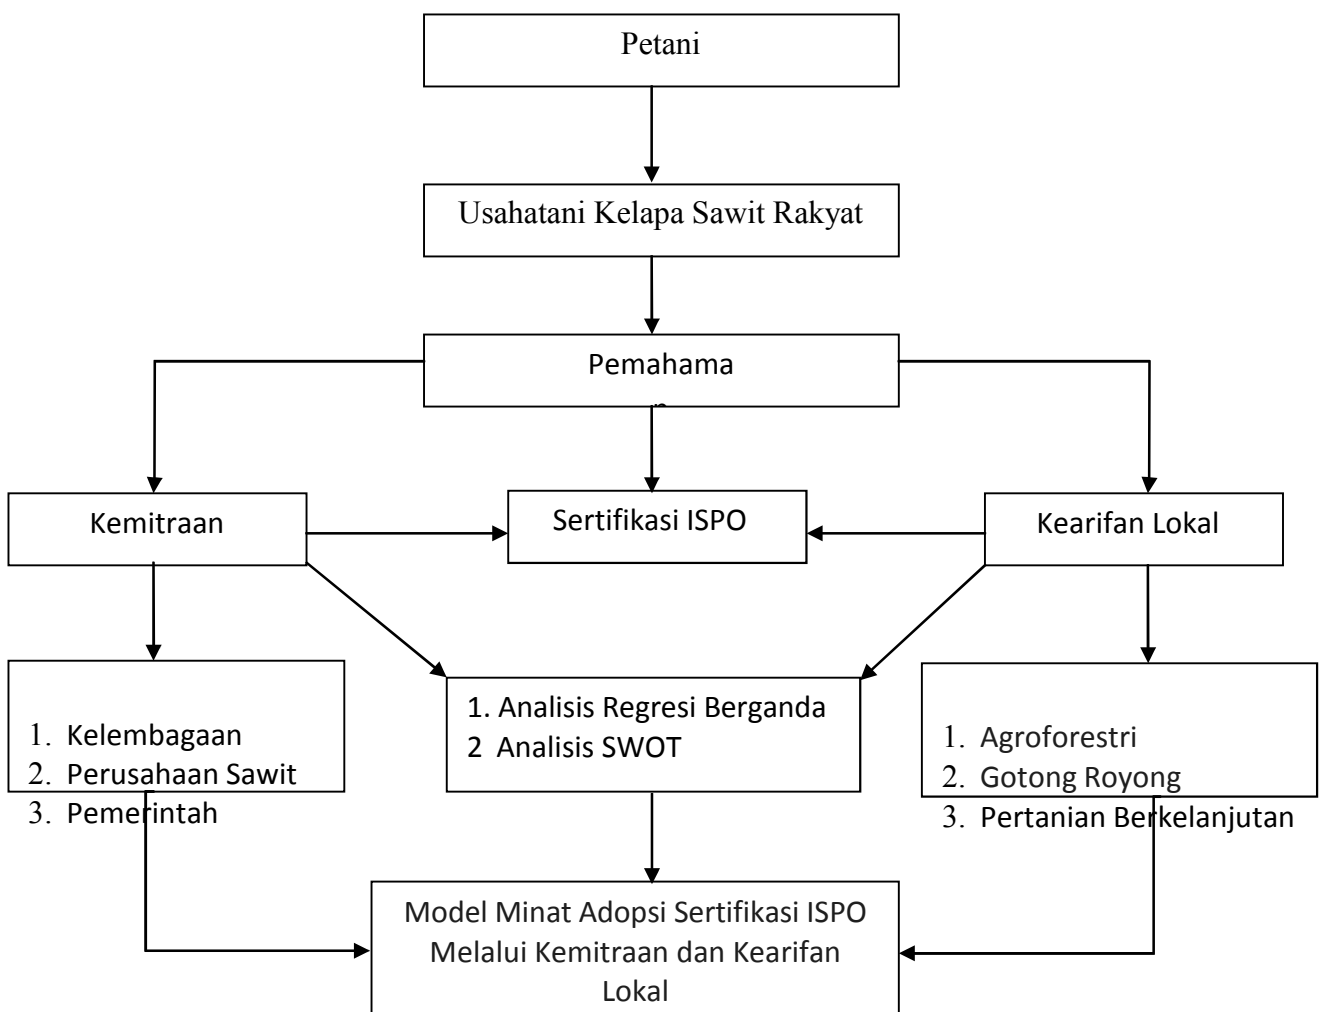 Petani
Usahatani Kelapa Sawit Rakyat
Pemahama
n
Kemitraan
Sertifikasi ISPO
Kearifan Lokal
1. Kelembagaan
2. Perusahaan Sawit
3. Pemerintah
1. Analisis Regresi Berganda
2 Analisis SWOT
1. Agroforestri
2. Gotong Royong
3. Pertanian Berkelanjutan
Model Minat Adopsi Sertifikasi ISPO
Melalui Kemitraan dan Kearifan
Lokal